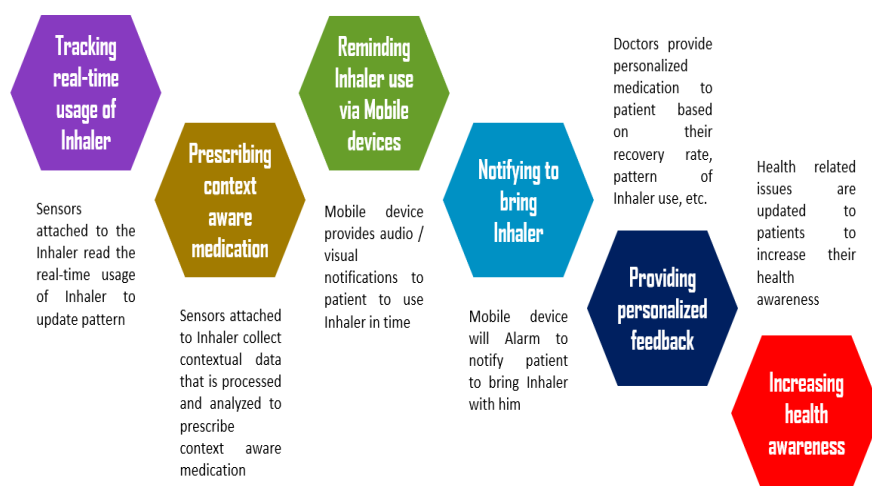 Tracking
real-time
usage of
Inhaler
Sensors
attached to the
Inhaler read the
real-time usage
of Inhaler to
update pattern
Prescribing
context
aware
medication
Sensors attached
to Inhaler collect
contextual data
that is processed
and analyzed to
prescribe
context aware
medication
Reminding
Inhaler use
via Mobile
devices
Mobile device
provides audio /
visual
notifications to
patient to use
Inhaler in time
Notifying to
bring
Inhaler
Mobile device
will Alarm to
notify patient
to bring Inhaler
with him
Doctors provide
personalized
medication to
patient based
on their
recovery rate,
pattern of
Inhaler use, etc.
Providing
personalized
feedback
Health related
issues are
updated to
patients to
increase their
health
awareness
Increasing
health
awareness